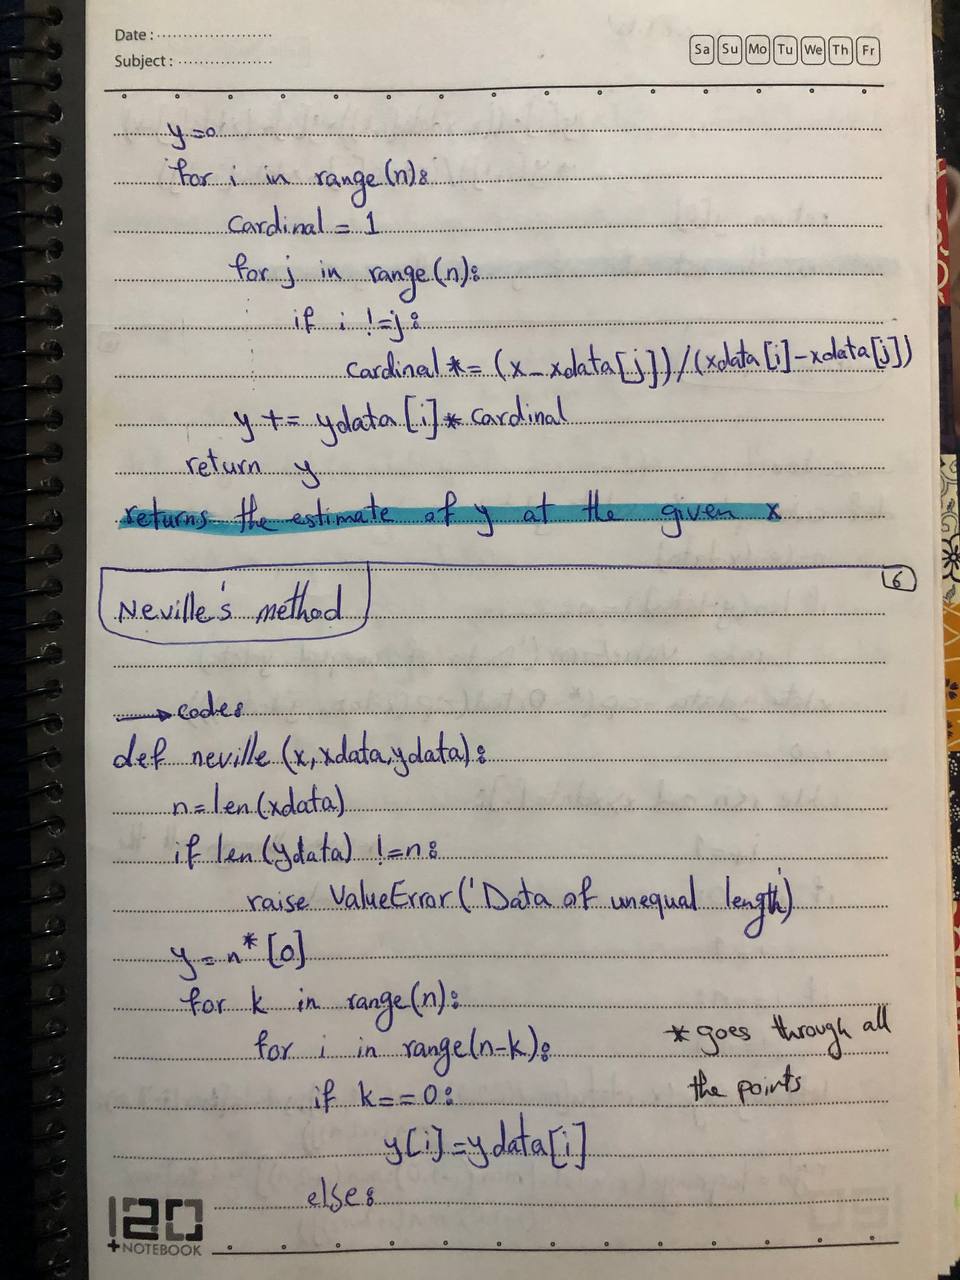 Date :
Subject :
Sa Su Mo Tu We Th Fr
y=0
for i in range(n):
Cardinal = 1
for j in range(n):
if i !=j:
cardinal *= (x - xdata[j])/(xdata[i]-xdata[j])
y += ydata[i]* cardinal
return y
returns the estimate of y at the given x
6
Neville's method
→ code:
def neville (x,xdata,ydata):
n=len(xdata)
if len(ydata) !=n:
raise ValueError('Data of unequal length')
y=n*[0]
for k in range(n):
for i in range(n-k):
* goes through all
the points
if k==0:
y[i]=ydata[i]
else:
120
+NOTEBOOK